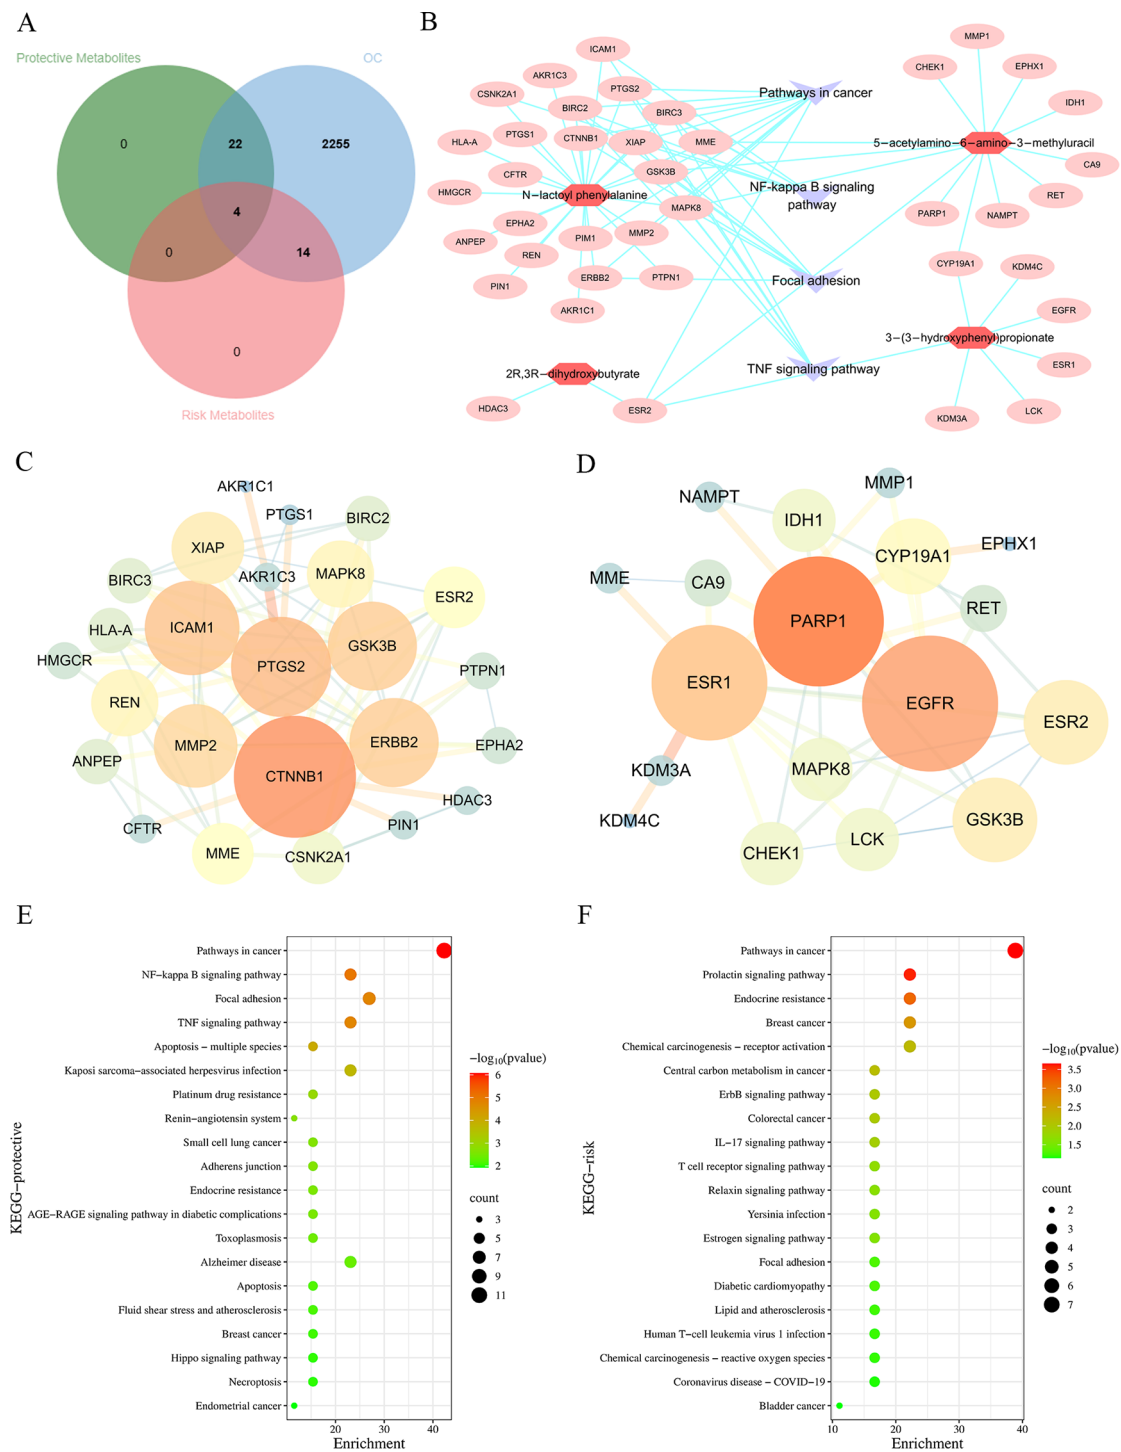 A
Protective Metabolites
OC
0
22
2255
4
0
14
0
Risk Metabolites
B
ICAM1
AKR1C3
CSNK2A1
PTGS2
BIRC2
BIRC3
HLA-A
PTGS1
CTNNB1
XIAP
MME
CFTR
GSK3B
HMGCR
N−lactoyl phenylalanine
MAPK8
EPHA2
ANPEP
PIM1
MMP2
REN
PIN1
ERBB2
PTPN1
AKR1C1
2R,3R−dihydroxybutyrate
HDAC3
ESR2
Pathways in cancer
NF-kappa B signaling
pathway
Focal adhesion
TNF signaling pathway
MMP1
CHEK1
EPHX1
IDH1
5−acetylamino−6−amino−3−methyluracil
CA9
RET
PARP1
NAMPT
CYP19A1
KDM4C
EGFR
3−(3−hydroxyphenyl)propionate
ESR1
KDM3A
LCK
C
AKR1C1
PTGS1
BIRC2
XIAP
BIRC3
AKR1C3
MAPK8
ESR2
HLA-A
ICAM1
GSK3B
HMGCR
PTGS2
PTPN1
REN
MMP2
ERBB2
EPHA2
ANPEP
CTNNB1
HDAC3
CFTR
PIN1
MME
CSNK2A1
D
NAMPT
MMP1
IDH1
CYP19A1
EPHX1
MME
CA9
RET
PARP1
ESR1
EGFR
ESR2
KDM3A
MAPK8
KDM4C
GSK3B
CHEK1
LCK
E
KEGG−protective
Pathways in cancer
NF−kappa B signaling pathway
Focal adhesion
TNF signaling pathway
Apoptosis − multiple species
Kaposi sarcoma−associated herpesvirus infection
Platinum drug resistance
Renin−angiotensin system
Small cell lung cancer
Adherens junction
Endocrine resistance
AGE−RAGE signaling pathway in diabetic complications
Toxoplasmosis
Alzheimer disease
Apoptosis
Fluid shear stress and atherosclerosis
Breast cancer
Hippo signaling pathway
Necroptosis
Endometrial cancer
20 30 40
Enrichment
−log10(pvalue)
6
5
4
3
2
count
3
5
7
9
11
F
KEGG−risk
Pathways in cancer
Prolactin signaling pathway
Endocrine resistance
Breast cancer
Chemical carcinogenesis − receptor activation
Central carbon metabolism in cancer
ErbB signaling pathway
Colorectal cancer
IL−17 signaling pathway
T cell receptor signaling pathway
Relaxin signaling pathway
Yersinia infection
Estrogen signaling pathway
Focal adhesion
Diabetic cardiomyopathy
Lipid and atherosclerosis
Human T−cell leukemia virus 1 infection
Chemical carcinogenesis − reactive oxygen species
Coronavirus disease − COVID−19
Bladder cancer
10 20 30 40
Enrichment
−log10(pvalue)
3.5
3.0
2.5
2.0
1.5
count
2
3
4
5
6
7